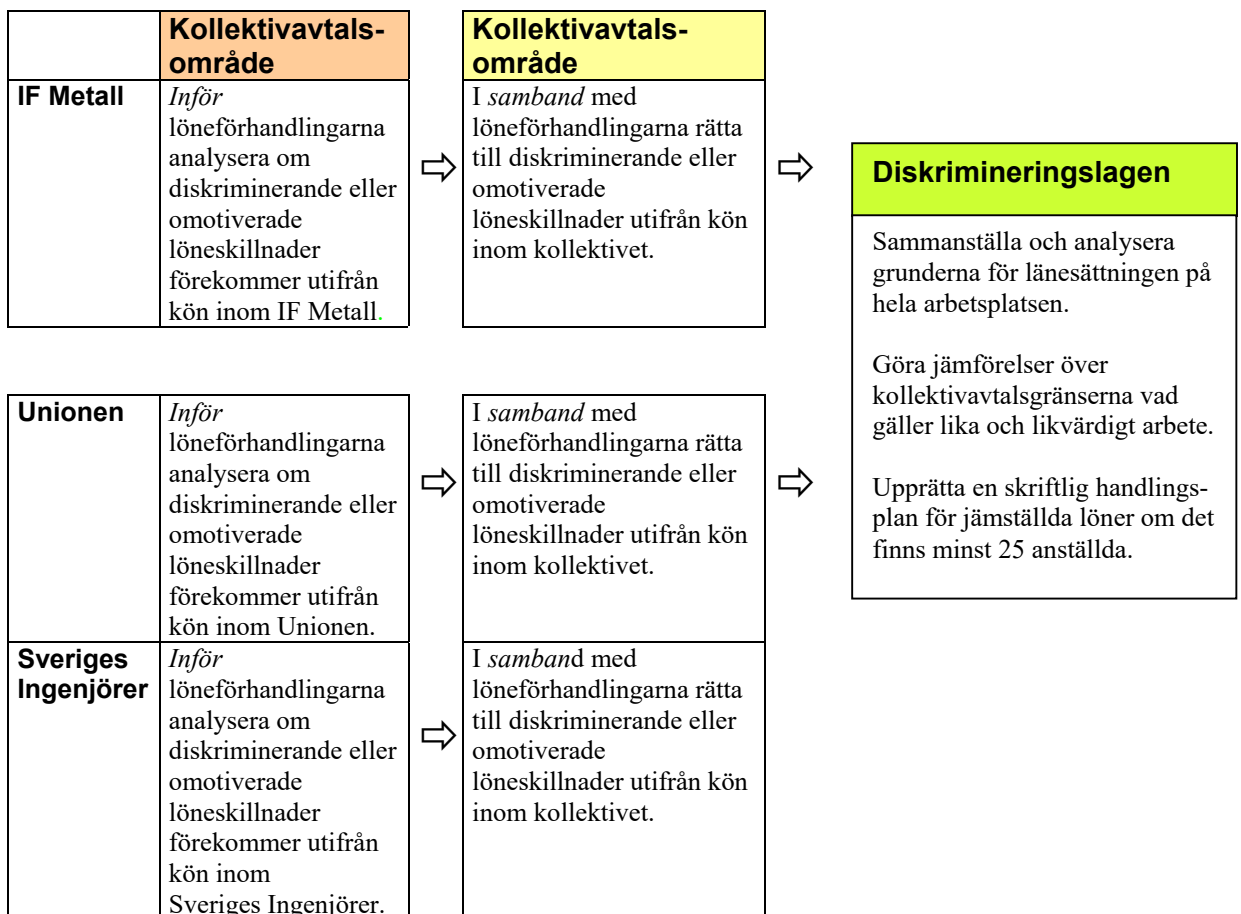 Kollektivavtals-
område
Kollektivavtals-
område
IF Metall
Inför
löneförhandlingarna
analysera om
diskriminerande eller
omotiverade
löneskillnader
förekommer utifrån
kön inom IF Metall.
I samband med
löneförhandlingarna rätta
till diskriminerande eller
omotiverade
löneskillnader utifrån kön
inom kollektivet.
Unionen
Inför
löneförhandlingarna
analysera om
diskriminerande eller
omotiverade
löneskillnader
förekommer utifrån
kön inom Unionen.
I samband med
löneförhandlingarna rätta
till diskriminerande eller
omotiverade
löneskillnader utifrån kön
inom kollektivet.
Sveriges
Ingenjörer
Inför
löneförhandlingarna
analysera om
diskriminerande eller
omotiverade
löneskillnader
förekommer utifrån
kön inom
Sveriges Ingenjörer.
I samband med
löneförhandlingarna rätta
till diskriminerande eller
omotiverade
löneskillnader utifrån kön
inom kollektivet.
Diskrimineringslagen
Sammanställa och analysera
grunderna för länesättningen på
hela arbetsplatsen.
Göra jämförelser över
kollektivavtalsgränserna vad
gäller lika och likvärdigt arbete.
Upprätta en skriftlig handlings-
plan för jämställda löner om det
finns minst 25 anställda.